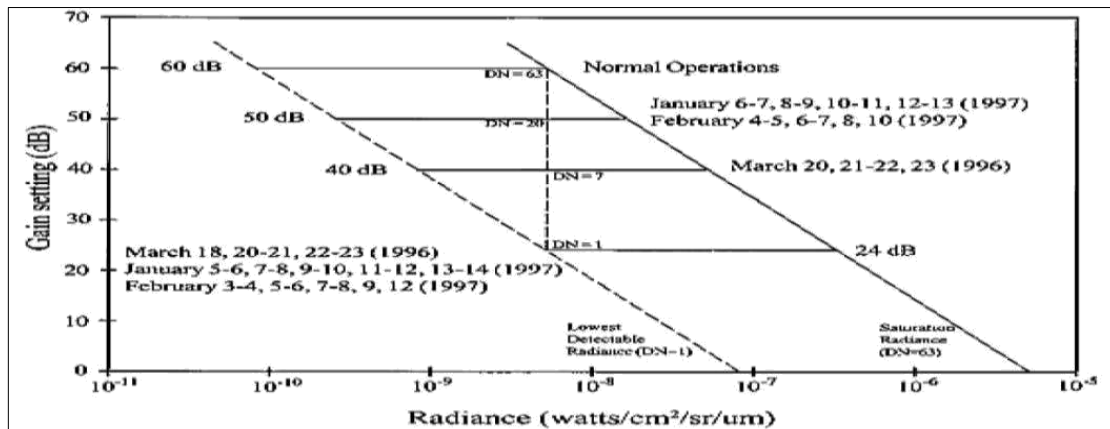 70
60
50
40
30
20
10
0
Gain setting (dB)
60 dB
DN=63
Normal Operations
50 dB
DN=20
January 6-7, 8-9, 10-11, 12-13 (1997)
February 4-5, 6-7, 8, 10 (1997)
40 dB
DN=7
March 20, 21-22, 23 (1996)
DN=1
24 dB
March 18, 20-21, 22-23 (1996)
January 5-6, 7-8, 9-10, 11-12, 13-14 (1997)
February 3-4, 5-6, 7-8, 9, 12 (1997)
Lowest
Detectable
Radiance (DN=1)
Saturation
Radiance
(DN=63)
10⁻¹¹
10⁻¹⁰
10⁻⁹
10⁻⁸
10⁻⁷
10⁻⁶
10⁻⁵
Radiance (watts/cm²/sr/um)